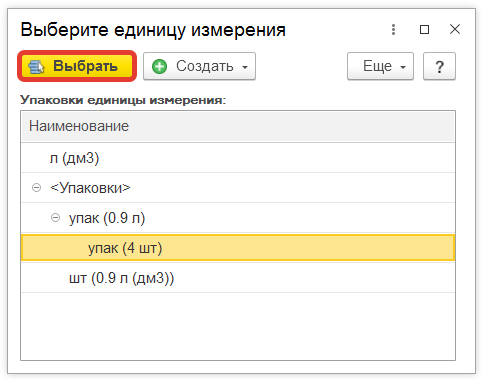 Выберите единицу измерения
Выбрать Создать Еще ?
Упаковки единицы измерения:
Наименование
л (дм3)
<Упаковки>
упак (0.9 л)
упак (4 шт)
шт (0.9 л (дм3))